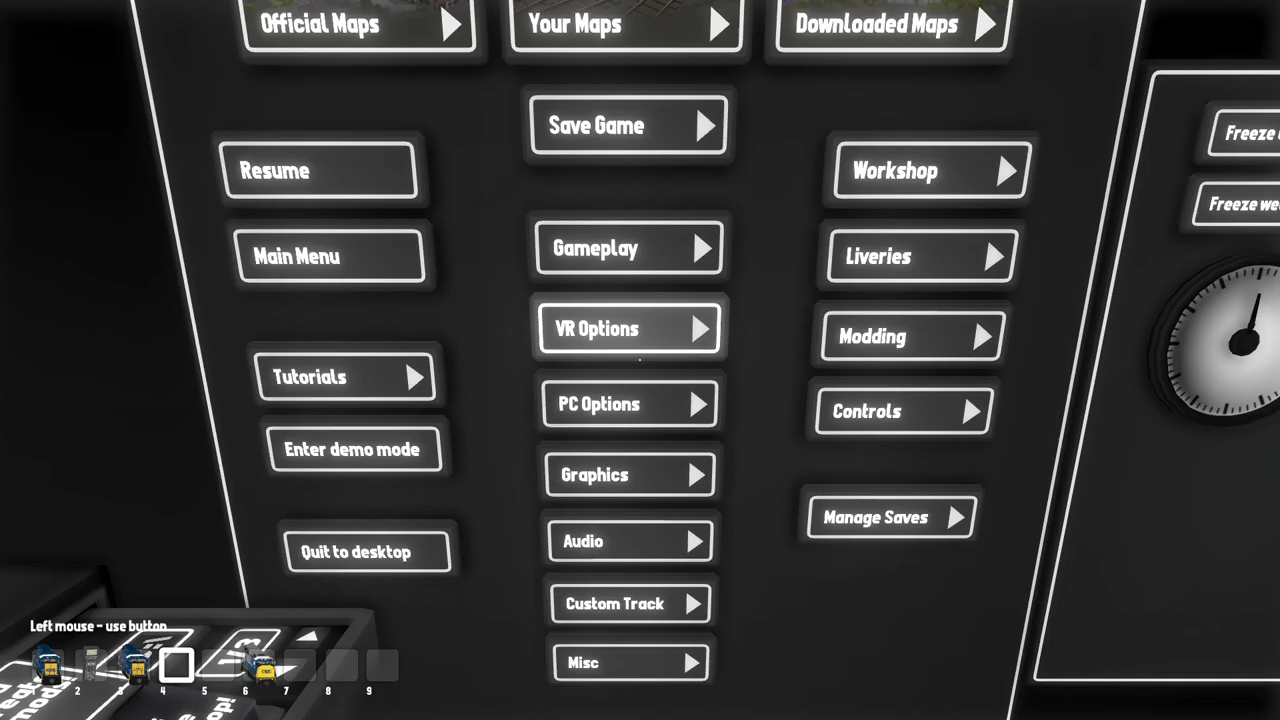 Official Maps
Your Maps
Downloaded Maps
Save Game
Resume
Main Menu
Tutorials
Enter demo mode
Quit to desktop
Gameplay
VR Options
PC Options
Graphics
Audio
Custom Track
Misc
Workshop
Liveries
Modding
Controls
Manage Saves
Freeze
Freeze
Left mouse - use button
2
3
4
5
6
7
8
9